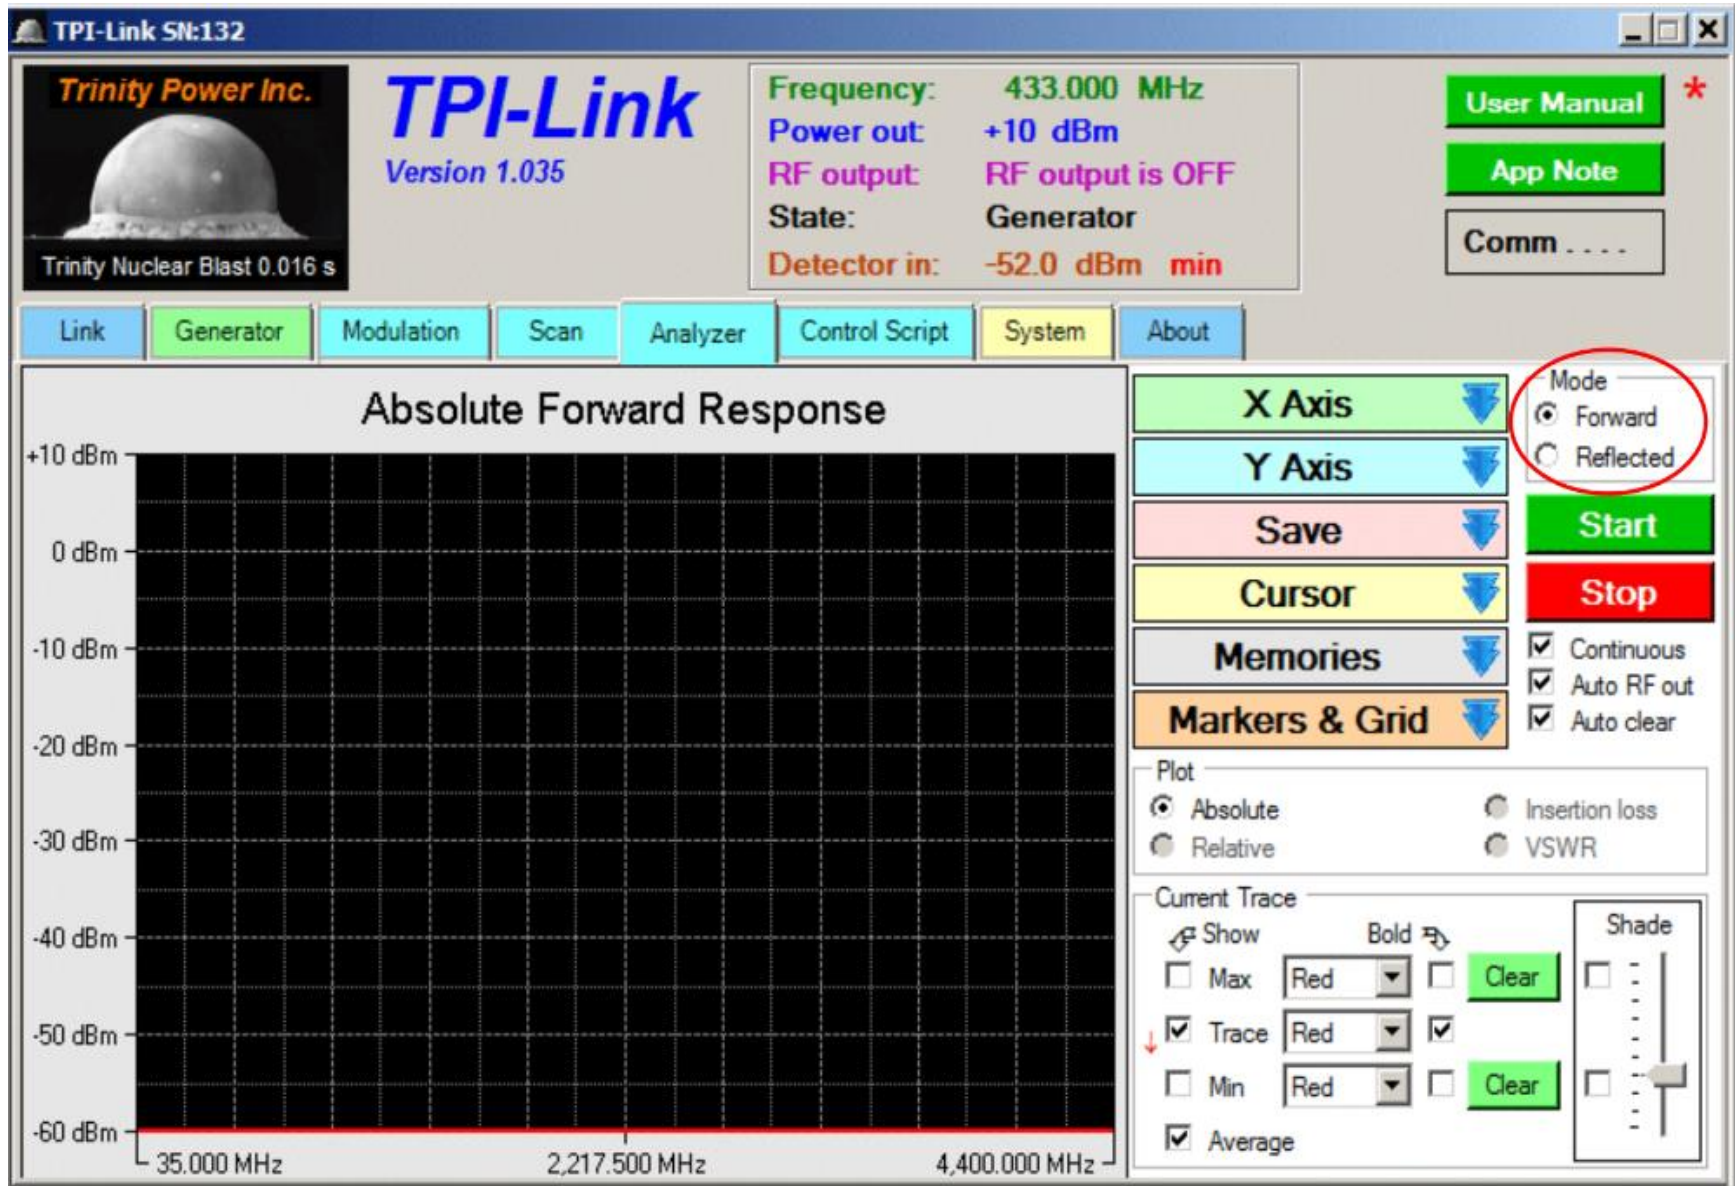 TPI-Link SN:132
Trinity Power Inc.
Trinity Nuclear Blast 0.016 s
TPI-Link
Version 1.035
Frequency: 433.000 MHz
Power out: +10 dBm
RF output: RF output is OFF
State: Generator
Detector in: -52.0 dBm min
User Manual *
App Note
Comm . . . .
Link Generator Modulation Scan Analyzer Control Script System About
Absolute Forward Response
+10 dBm
0 dBm
-10 dBm
-20 dBm
-30 dBm
-40 dBm
-50 dBm
-60 dBm
35.000 MHz 2,217.500 MHz 4,400.000 MHz
X Axis
Y Axis
Save
Cursor
Memories
Markers & Grid
Mode
Forward
Reflected
Start
Stop
Continuous
Auto RF out
Auto clear
Plot
Absolute Insertion loss
Relative VSWR
Current Trace
Show Bold
Max Red Clear
Trace Red
Min Red Clear
Average
Shade